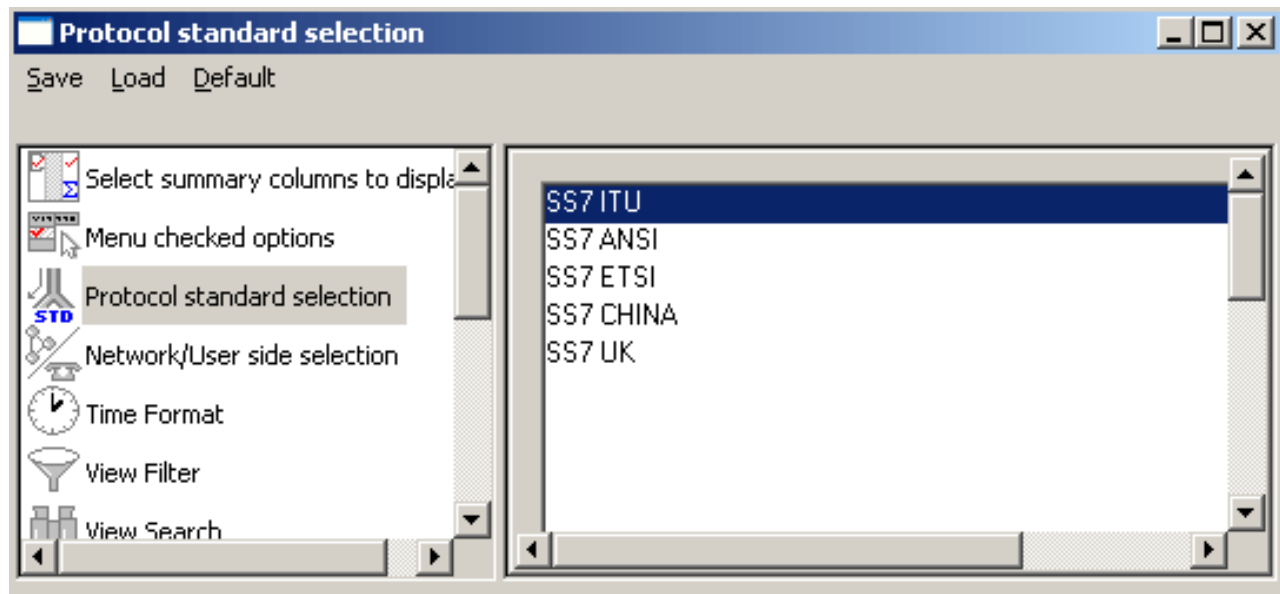 Protocol standard selection
Save Load Default
Select summary columns to displa
Menu checked options
STD
Protocol standard selection
Network/User side selection
Time Format
View Filter
View Search
SS7 ITU
SS7 ANSI
SS7 ETSI
SS7 CHINA
SS7 UK